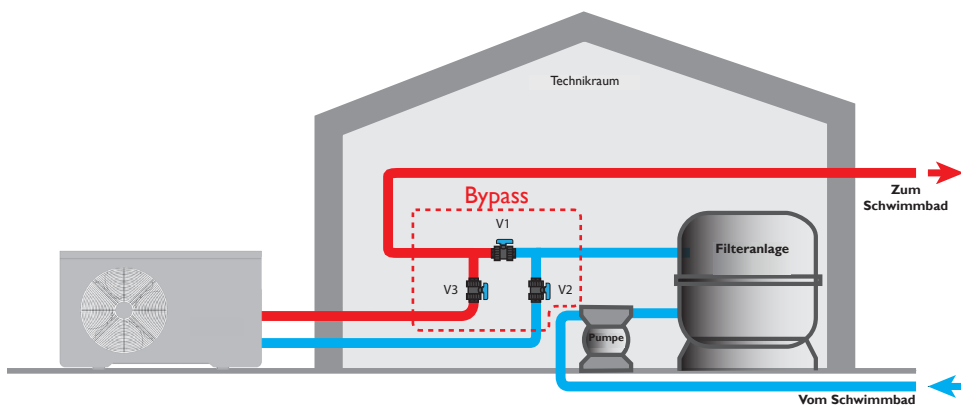 Technikraum
Zum
Schwimmbad
Bypass
V1
Filteranlage
V3
V2
Pumpe
Vom Schwimmbad